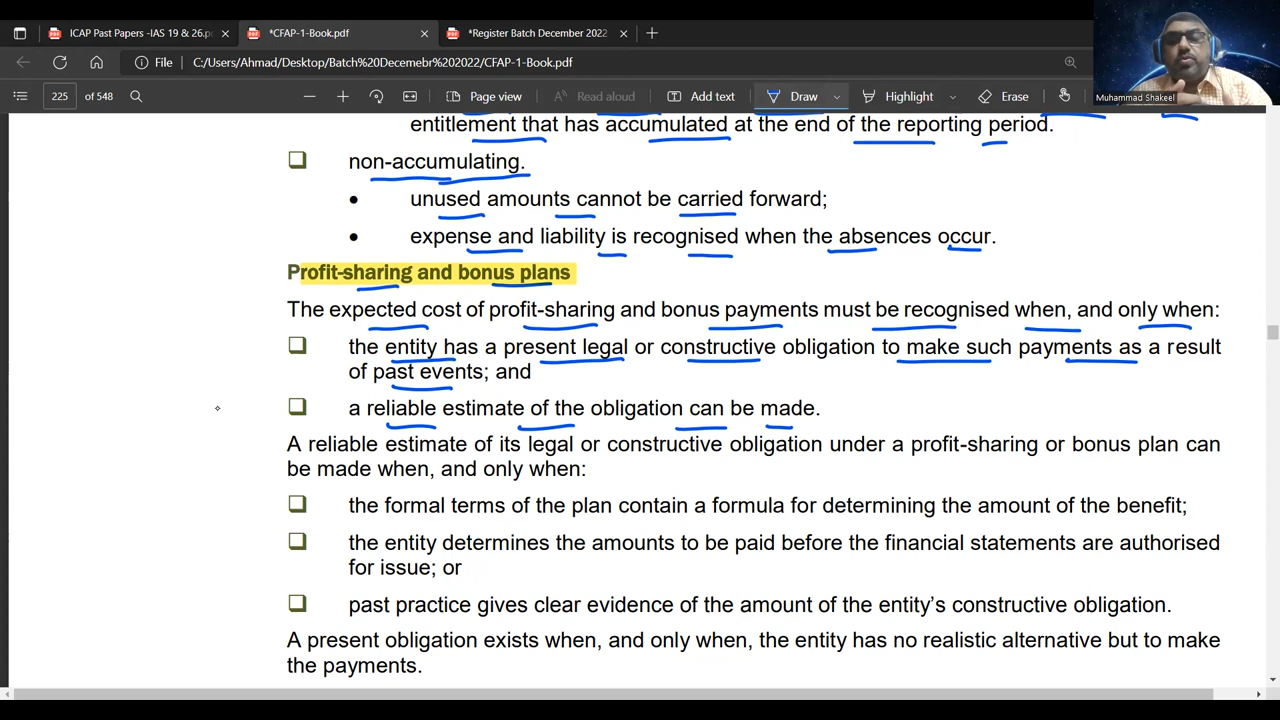 ICAP Past Papers -IAS 19 & 26.p
*CFAP-1-Book.pdf
*Register Batch December 2022
File
C:/Users/Ahmad/Desktop/Batch%20Decemebr%202022/CFAP-1-Book.pdf
225 of 548
Page view
Read aloud
Add text
Draw
Highlight
Erase
Muhammad Shakeel
entitlement that has accumulated at the end of the reporting period.
❑ non-accumulating.
• unused amounts cannot be carried forward;
• expense and liability is recognised when the absences occur.
Profit-sharing and bonus plans
The expected cost of profit-sharing and bonus payments must be recognised when, and only when:
❑ the entity has a present legal or constructive obligation to make such payments as a result
of past events; and
❑ a reliable estimate of the obligation can be made.
A reliable estimate of its legal or constructive obligation under a profit-sharing or bonus plan can
be made when, and only when:
❑ the formal terms of the plan contain a formula for determining the amount of the benefit;
❑ the entity determines the amounts to be paid before the financial statements are authorised
for issue; or
❑ past practice gives clear evidence of the amount of the entity's constructive obligation.
A present obligation exists when, and only when, the entity has no realistic alternative but to make
the payments.